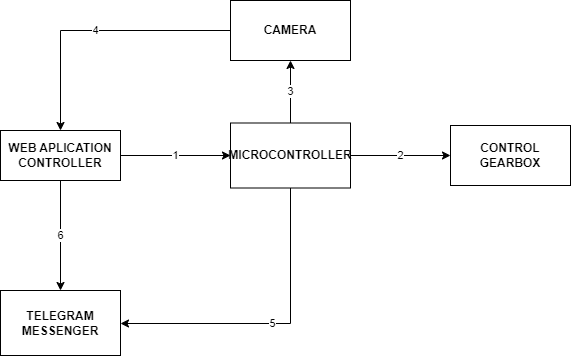 4
CAMERA
3
WEB APLICATION
CONTROLLER
1
MICROCONTROLLER
2
CONTROL
GEARBOX
6
TELEGRAM
MESSENGER
5